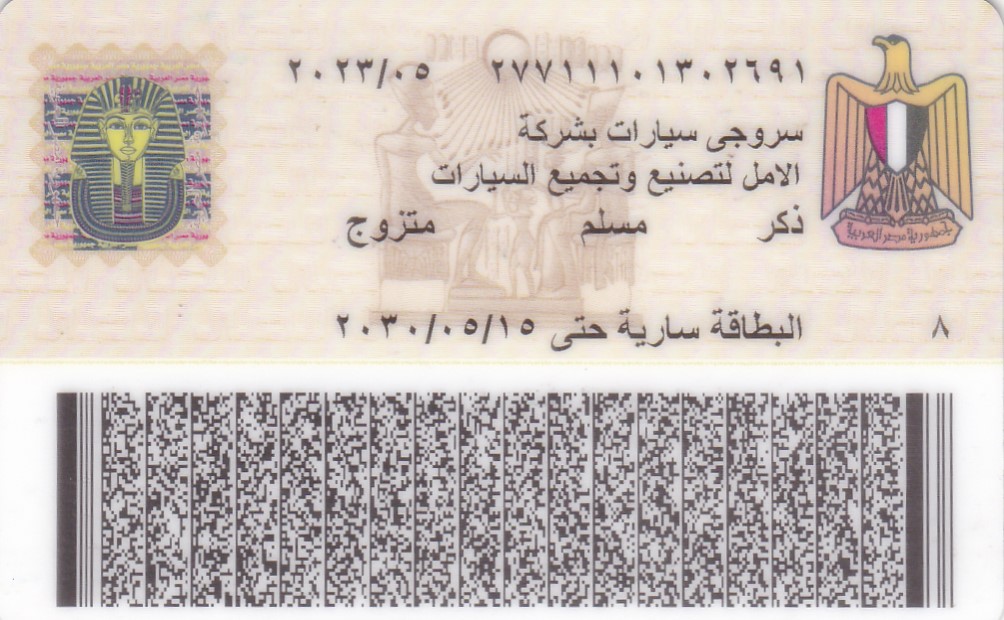 ٢٧٧١١١٠١٣٠٢٦٩١ ٢٠٢٣/٠٥
سروجى سيارات بشركة
الامل لتصنيع وتجميع السيارات
ذكر مسلم متزوج
البطاقة سارية حتى ٢٠٣٠/٠٥/١٥
٨
جمهورية مصر العربية